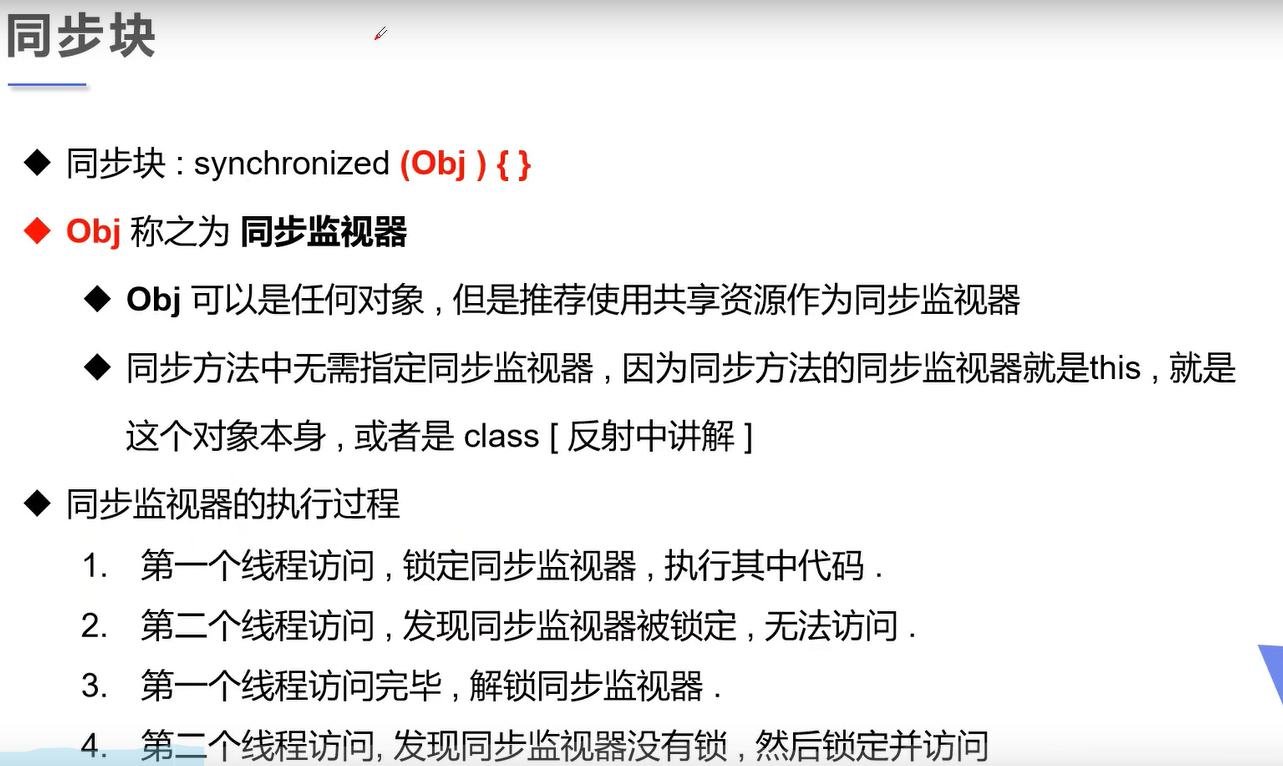 同步块
◆ 同步块 : synchronized (Obj ) { }
◆ Obj 称之为 同步监视器
◆ Obj 可以是任何对象 , 但是推荐使用共享资源作为同步监视器
◆ 同步方法中无需指定同步监视器 , 因为同步方法的同步监视器就是this , 就是
这个对象本身 , 或者是 class [ 反射中讲解 ]
◆ 同步监视器的执行过程
1. 第一个线程访问 , 锁定同步监视器 , 执行其中代码 .
2. 第二个线程访问 , 发现同步监视器被锁定 , 无法访问 .
3. 第一个线程访问完毕 , 解锁同步监视器 .
4. 第二个线程访问, 发现同步监视器没有锁 , 然后锁定并访问